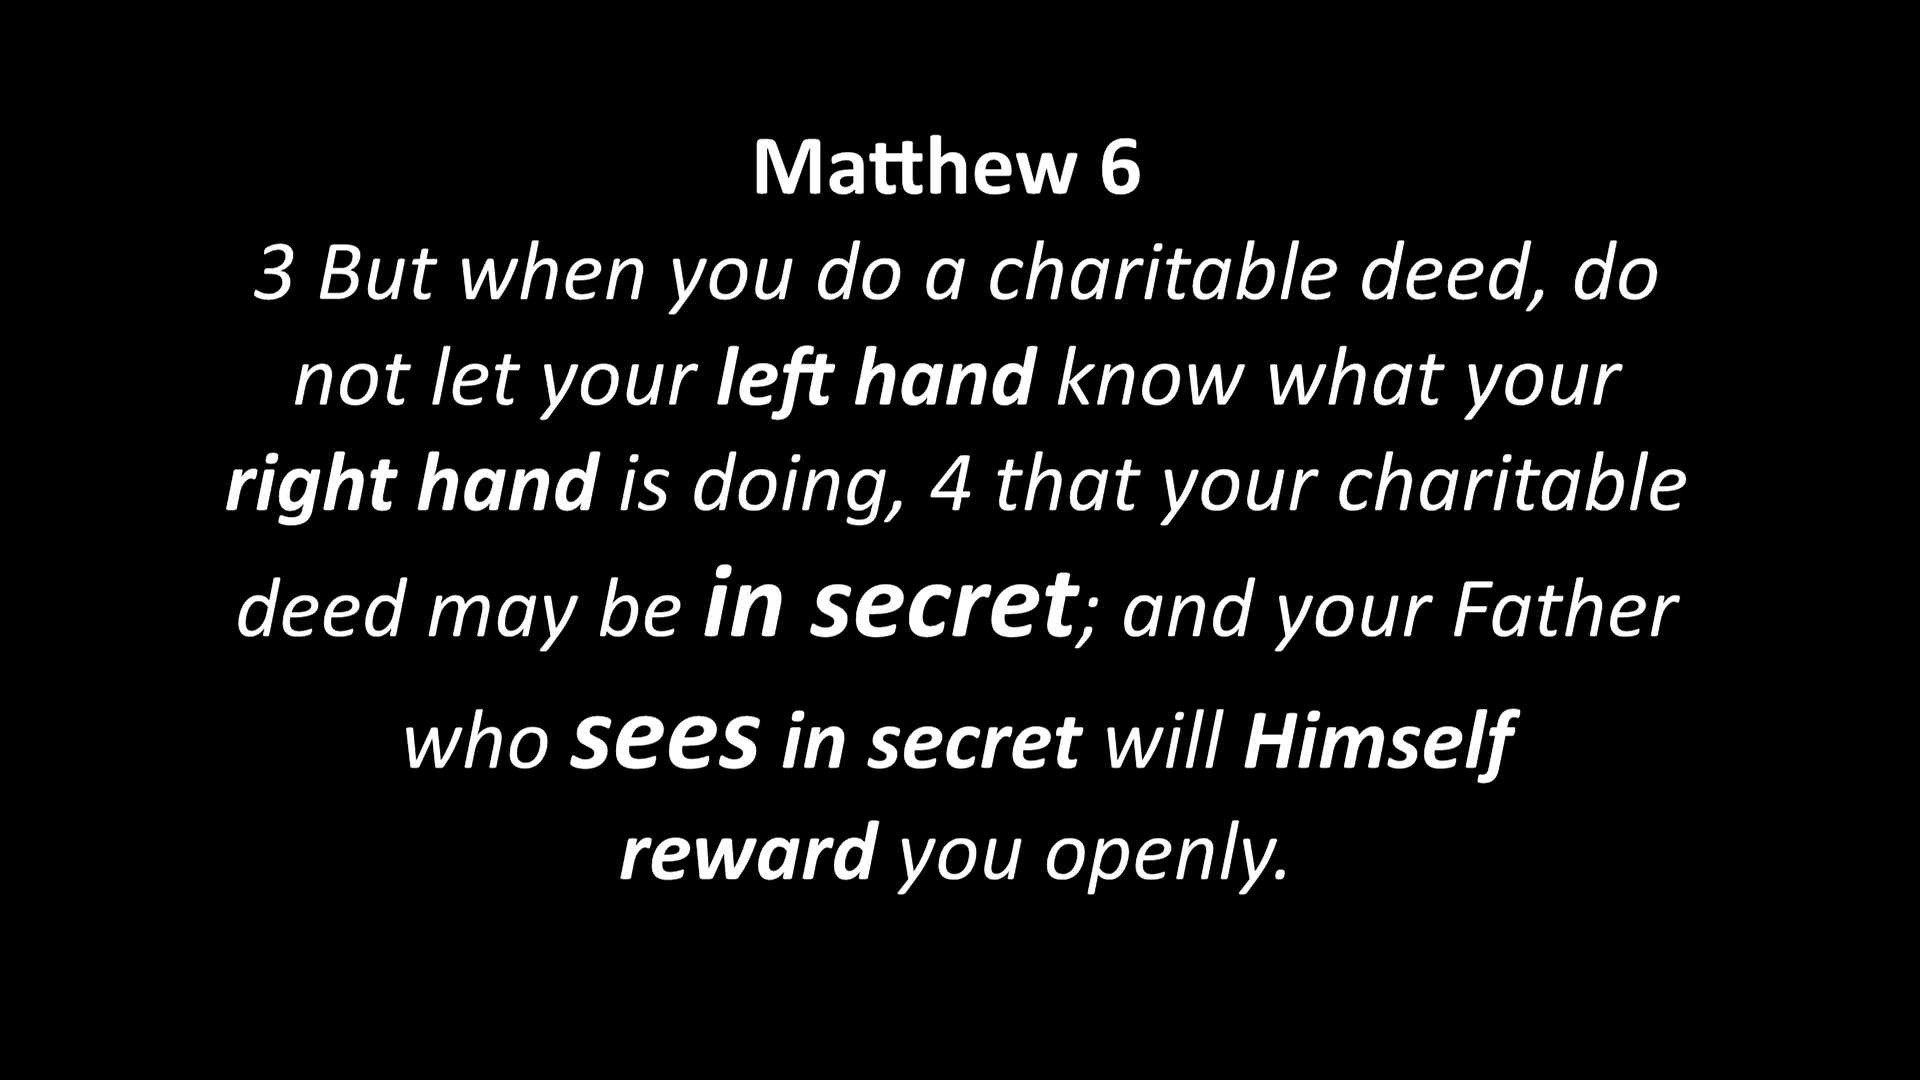 Matthew 6
3 But when you do a charitable deed, do
not let your left hand know what your
right hand is doing, 4 that your charitable
deed may be in secret; and your Father
who sees in secret will Himself
reward you openly.